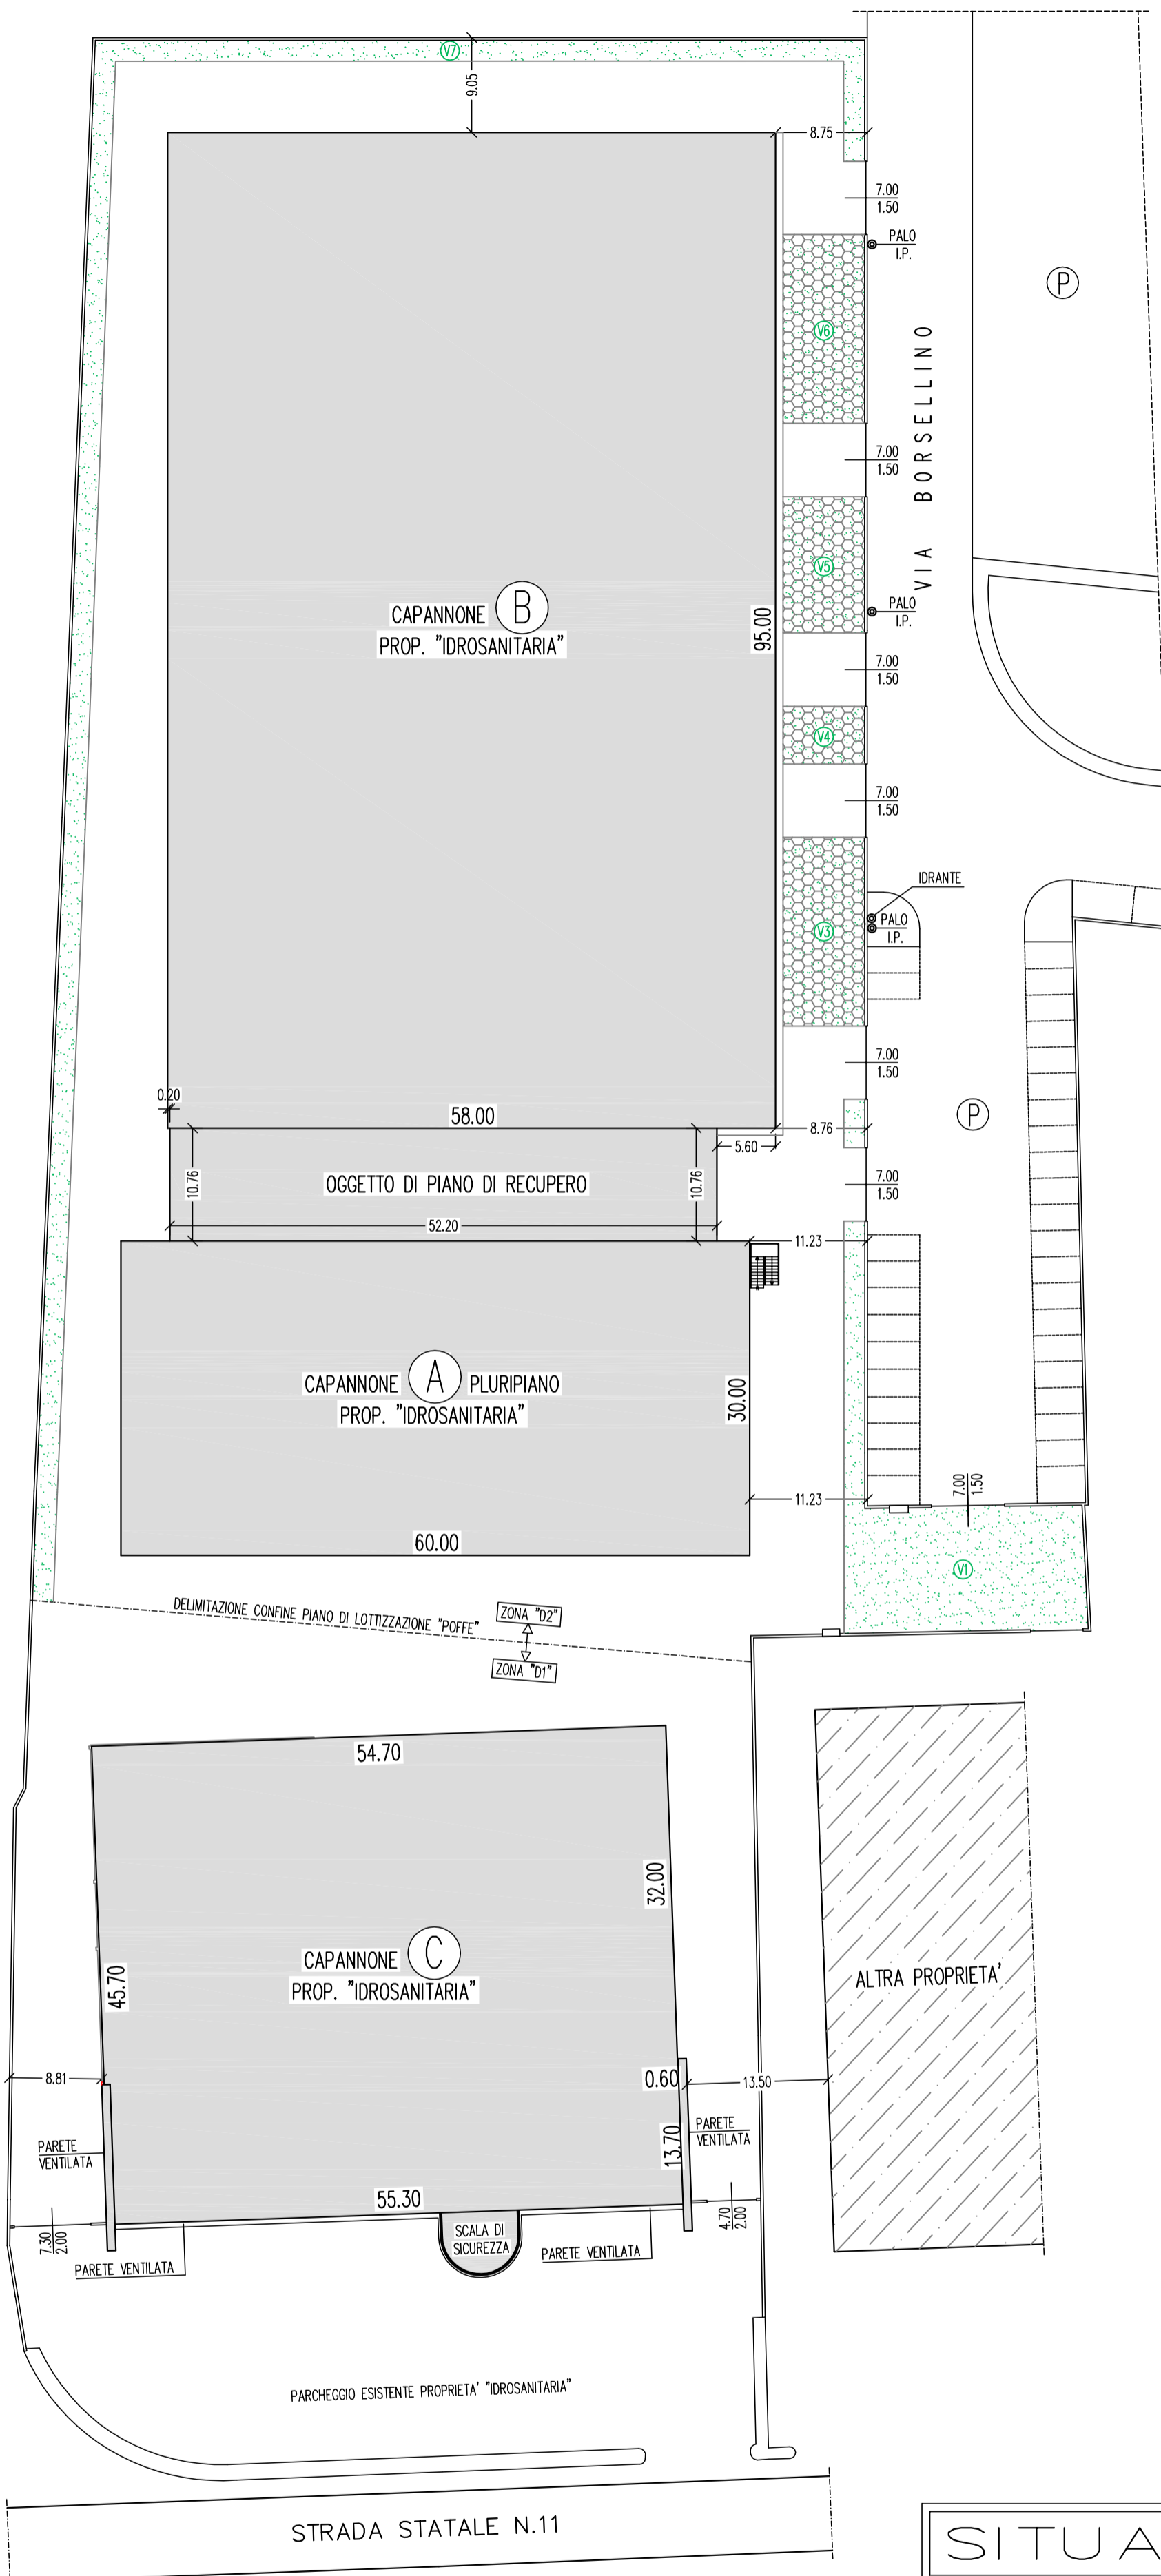 V7
9.05
8.75
7.00
1.50
PALO
I.P.
P
V6
VIA BORSELLINO
7.00
1.50
V5
CAPANNONE B
PROP. "IDROSANITARIA"
95.00
PALO
I.P.
7.00
1.50
V4
7.00
1.50
IDRANTE
PALO
I.P.
V3
7.00
1.50
0.20
58.00
8.76
P
5.60
10.76
OGGETTO DI PIANO DI RECUPERO
10.76
7.00
1.50
52.20
11.23
CAPANNONE A PLURIPIANO
PROP. "IDROSANITARIA"
30.00
7.00
1.50
11.23
60.00
V1
DELIMITAZIONE CONFINE PIANO DI LOTTIZZAZIONE "POFFE"
ZONA "D2"
ZONA "D1"
54.70
32.00
CAPANNONE C
PROP. "IDROSANITARIA"
45.70
ALTRA PROPRIETA'
8.81
0.60
13.50
PARETE
VENTILATA
13.70
PARETE
VENTILATA
55.30
7.30
2.00
4.70
2.00
SCALA DI
SICUREZZA
PARETE VENTILATA
PARETE VENTILATA
PARCHEGGIO ESISTENTE PROPRIETA' "IDROSANITARIA"
STRADA STATALE N.11
SITUA